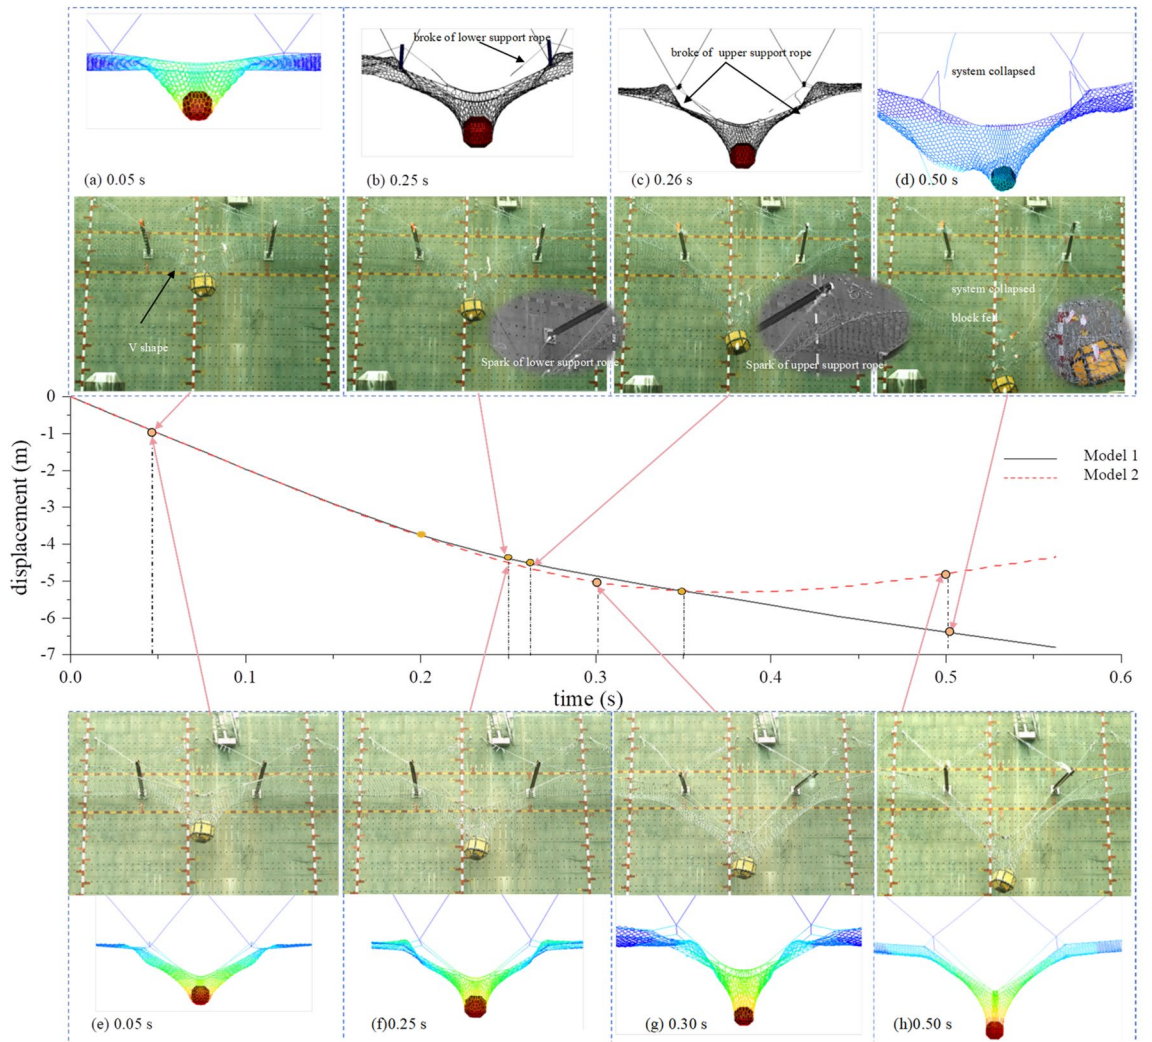 broke of lower support rope
broke of upper support rope
system collapsed
(a) 0.05 s
(b) 0.25 s
(c) 0.26 s
(d) 0.50 s
V shape
Spark of lower support rope
Spark of upper support rope
system collapsed
block fell
0
-1
-2
-3
-4
-5
-6
-7
displacement (m)
Model 1
Model 2
0.0 0.1 0.2 0.3 0.4 0.5 0.6
time (s)
(e) 0.05 s
(f)0.25 s
(g) 0.30 s
(h)0.50 s